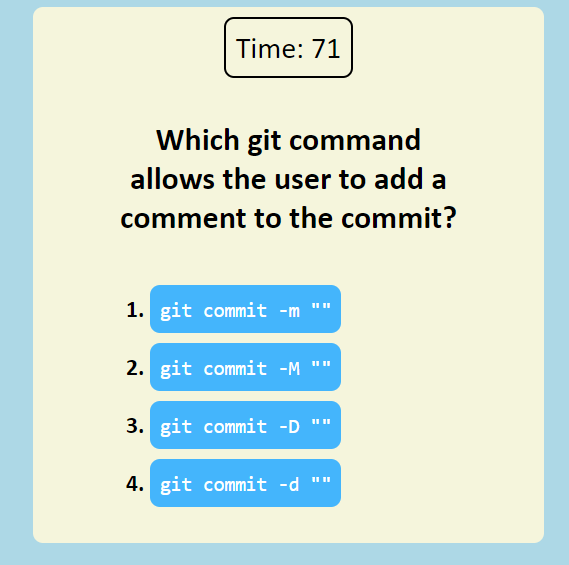 Time: 71
Which git command
allows the user to add a
comment to the commit?
1. git commit -m ""
2. git commit -M ""
3. git commit -D ""
4. git commit -d ""